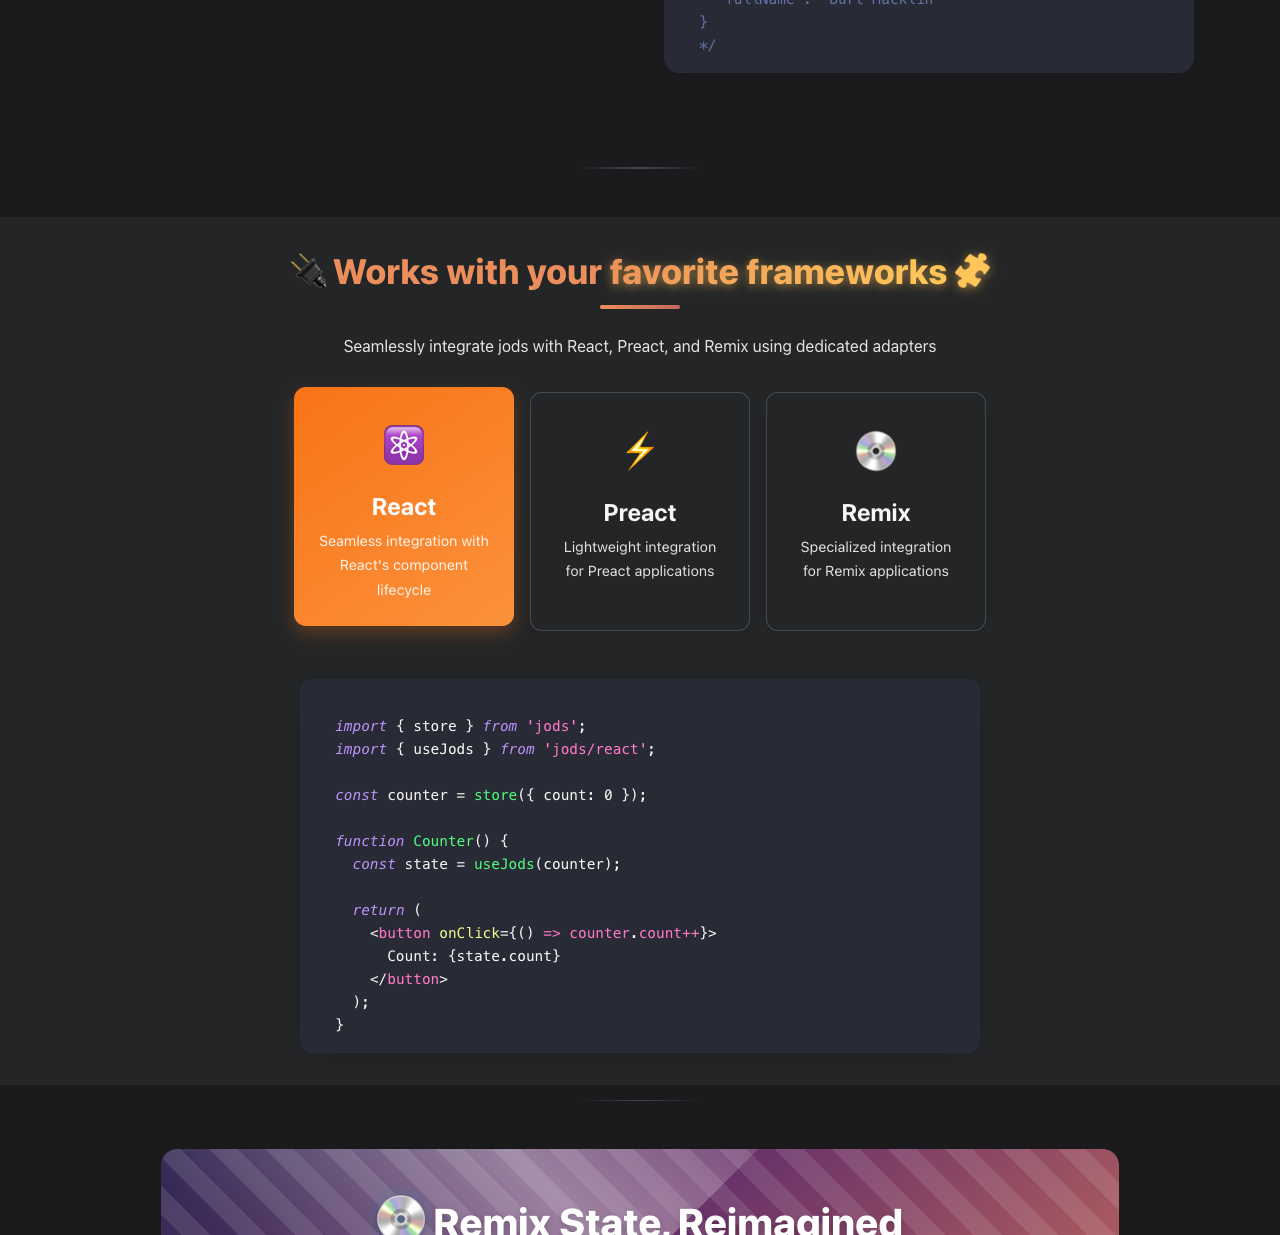 }
*/
Works with your favorite frameworks
Seamlessly integrate jods with React, Preact, and Remix using dedicated adapters
React
Seamless integration with
React's component
lifecycle
Preact
Lightweight integration
for Preact applications
Remix
Specialized integration
for Remix applications
import { store } from 'jods';
import { useJods } from 'jods/react';
const counter = store({ count: 0 });
function Counter() {
  const state = useJods(counter);
  return (
    <button onClick={() => counter.count++}>
      Count: {state.count}
    </button>
  );
}
Remix State, Reimagined